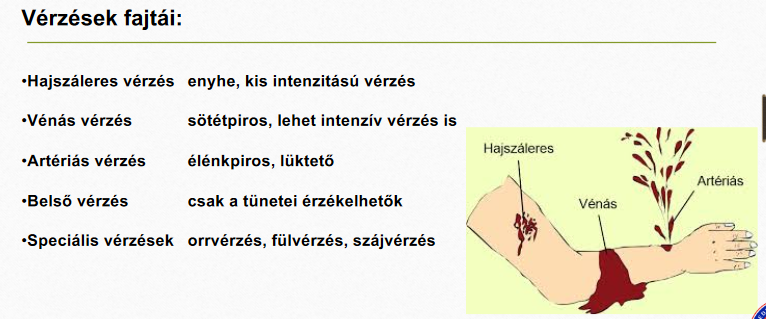 Vérzések fajtái:
•Hajszáleres vérzés enyhe, kis intenzitású vérzés
•Vénás vérzés sötétpiros, lehet intenzív vérzés is
•Artériás vérzés élénkpiros, lüktető
•Belső vérzés csak a tünetei érzékelhetők
•Speciális vérzések orrvérzés, fülvérzés, szájvérzés
Hajszáleres
Artériás
Vénás